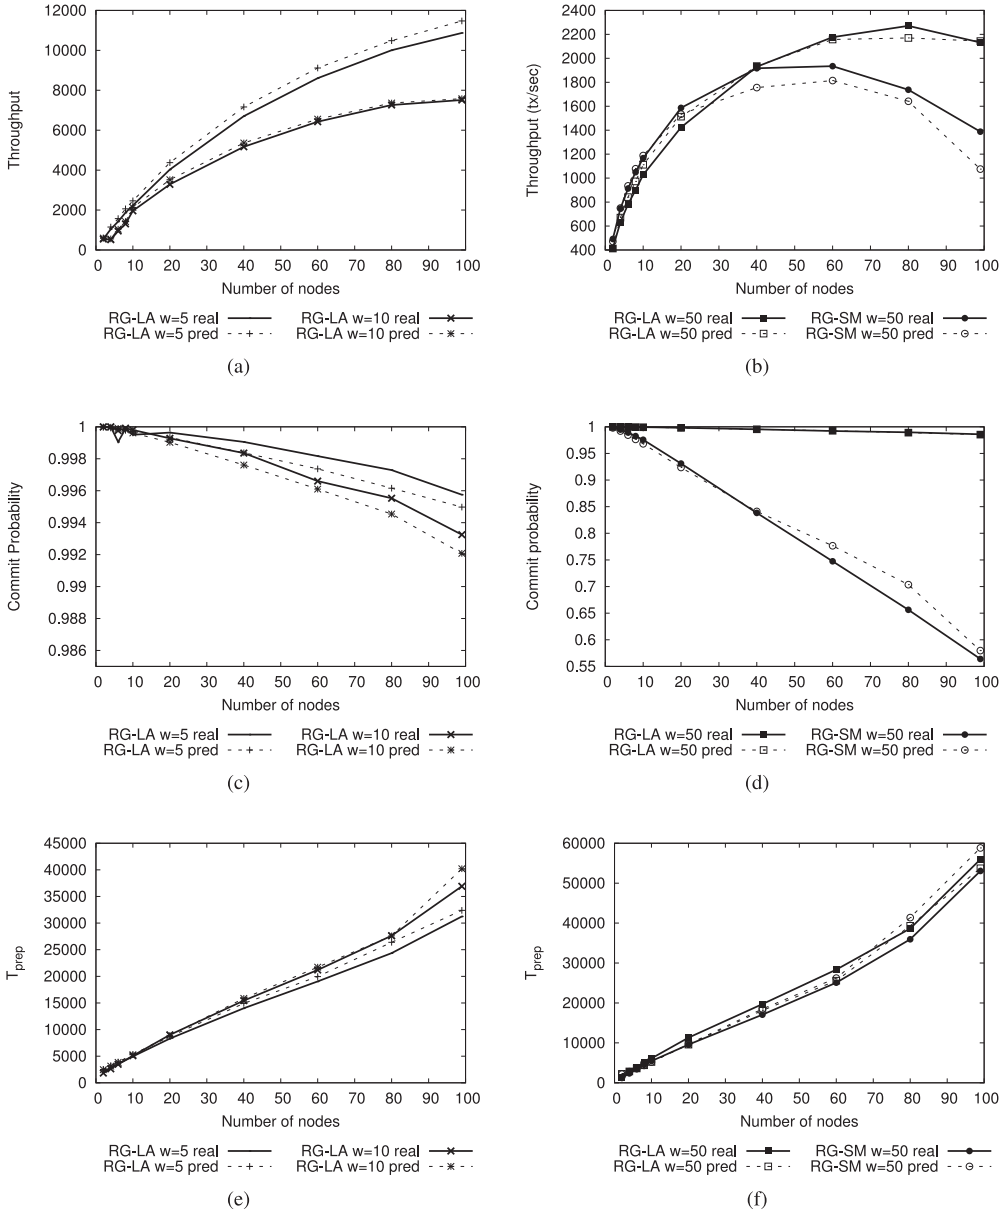 12000
10000
8000
6000
4000
2000
0
Throughput
0 10 20 30 40 50 60 70 80 90 100
Number of nodes
RG-LA w=5 real
RG-LA w=5 pred
RG-LA w=10 real
RG-LA w=10 pred
(a)
2400
2200
2000
1800
1600
1400
1200
1000
800
600
400
Throughput (tx/sec)
0 10 20 30 40 50 60 70 80 90 100
Number of nodes
RG-LA w=50 real
RG-LA w=50 pred
RG-SM w=50 real
RG-SM w=50 pred
(b)
1
0.998
0.996
0.994
0.992
0.99
0.988
0.986
Commit Probability
0 10 20 30 40 50 60 70 80 90 100
Number of nodes
RG-LA w=5 real
RG-LA w=5 pred
RG-LA w=10 real
RG-LA w=10 pred
(c)
1
0.95
0.9
0.85
0.8
0.75
0.7
0.65
0.6
0.55
Commit probability
0 10 20 30 40 50 60 70 80 90 100
Number of nodes
RG-LA w=50 real
RG-LA w=50 pred
RG-SM w=50 real
RG-SM w=50 pred
(d)
45000
40000
35000
30000
25000
20000
15000
10000
5000
0
Tprep
0 10 20 30 40 50 60 70 80 90 100
Number of nodes
RG-LA w=5 real
RG-LA w=5 pred
RG-LA w=10 real
RG-LA w=10 pred
(e)
60000
50000
40000
30000
20000
10000
0
Tprep
0 10 20 30 40 50 60 70 80 90 100
Number of nodes
RG-LA w=50 real
RG-LA w=50 pred
RG-SM w=50 real
RG-SM w=50 pred
(f)